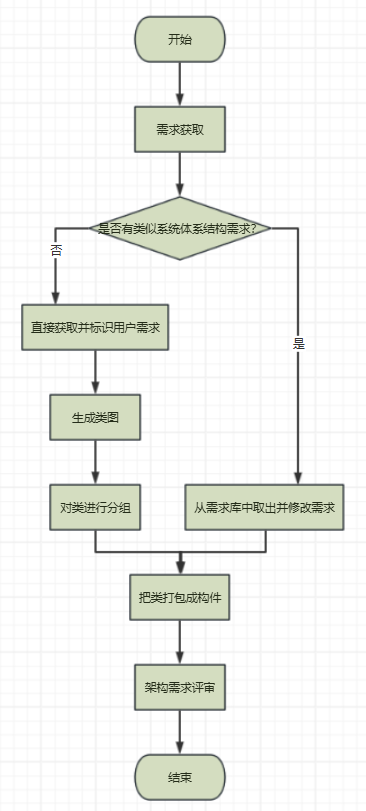 开始
需求获取
是否有类似系统体系结构需求？
否
直接获取并标识用户需求
是
生成类图
对类进行分组
从需求库中取出并修改需求
把类打包成构件
架构需求评审
结束